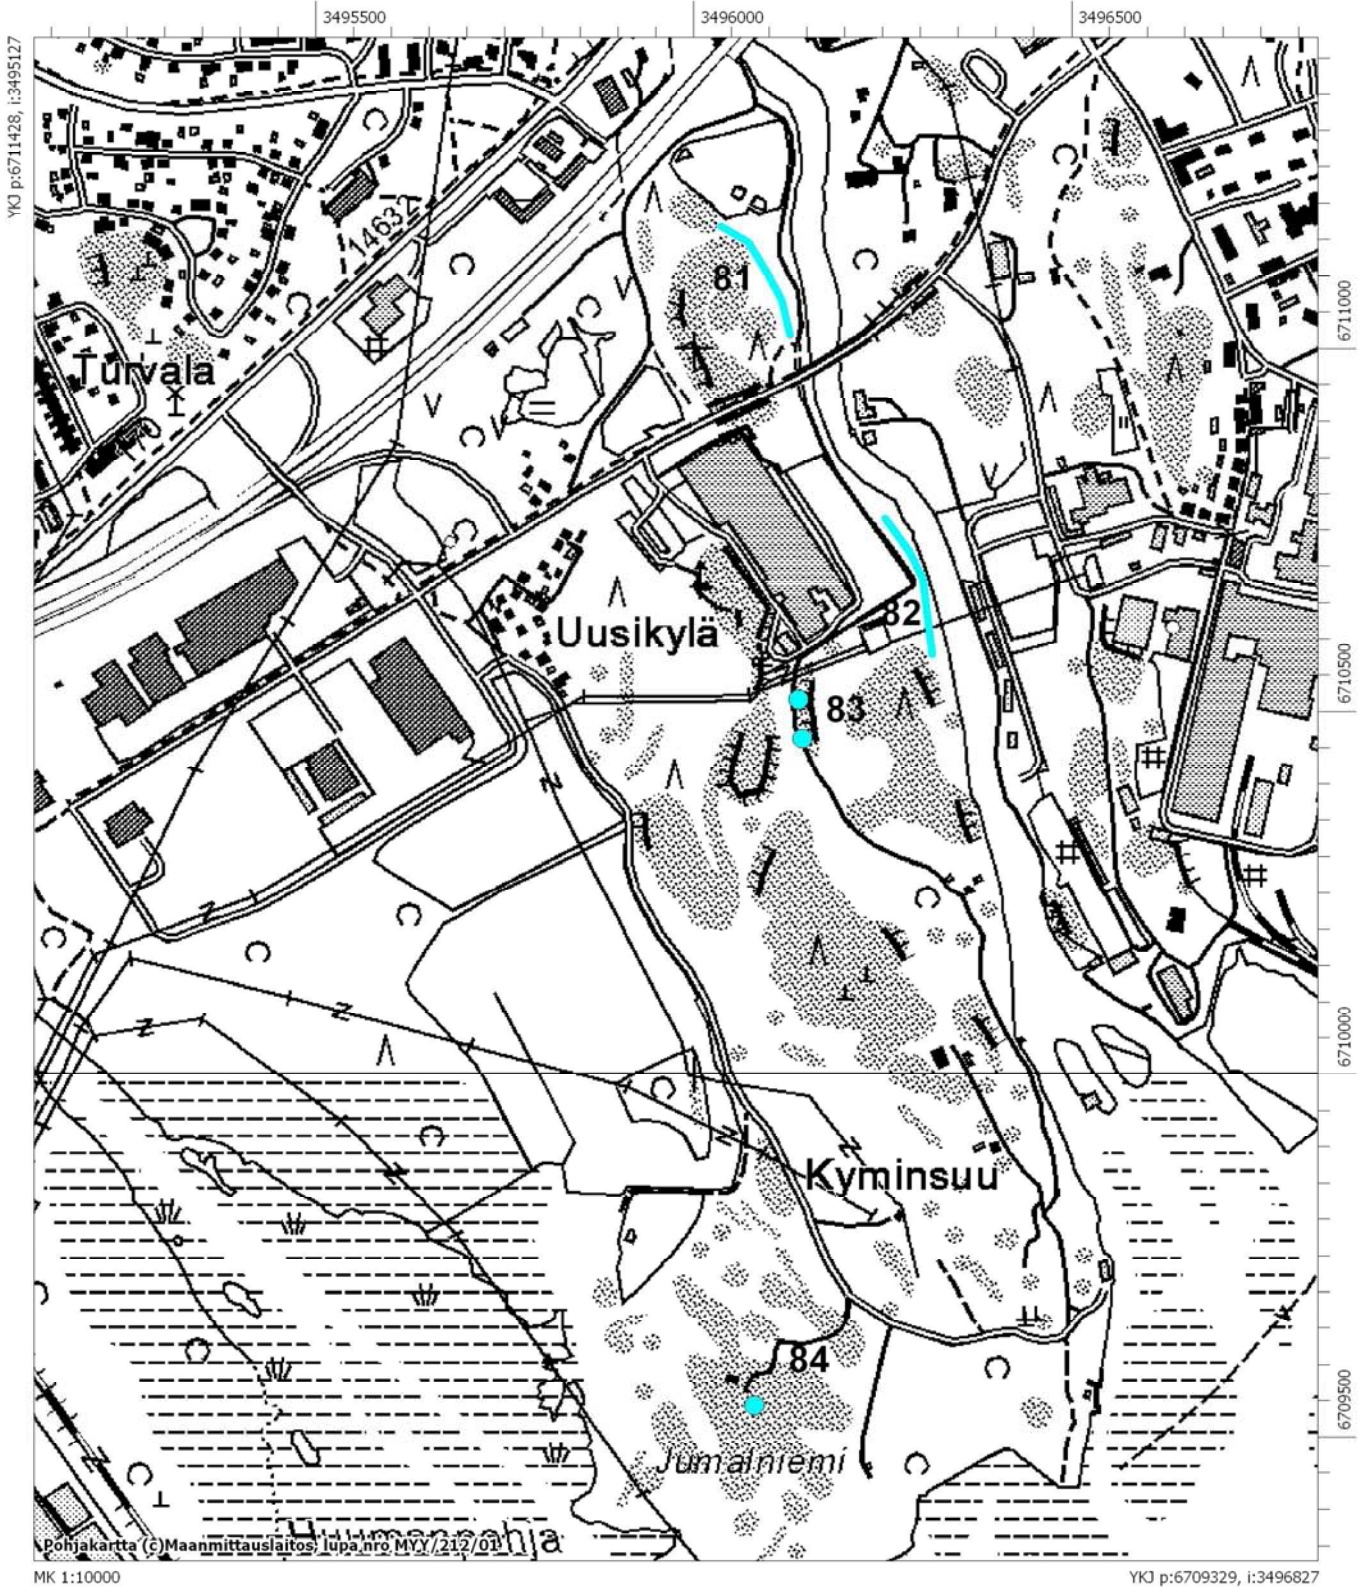 3495500
3496000
3496500
YKJ p:6711428, i:3495127
14632
81
6711000
Turvala
82
Uusikylä
6710500
83
6710000
Kyminsuu
84
6709500
Jumalniemi
Pohjakartta (c)Maanmittauslaitos, lupa nro MYY/212/01
MK 1:10000
YKJ p:6709329, i:3496827